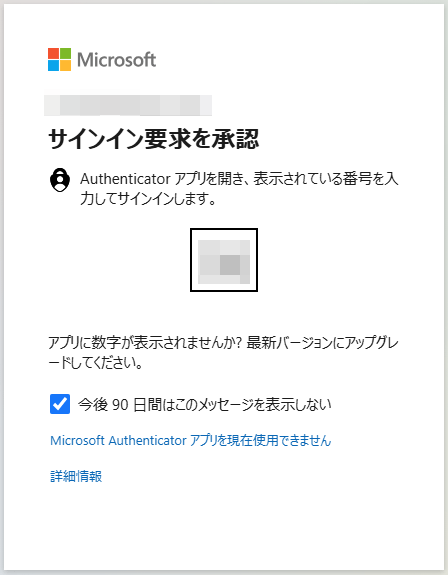 Microsoft
サインイン要求を承認
Authenticator アプリを開き、表示されている番号を入
力してサインインします。
アプリに数字が表示されませんか? 最新バージョンにアップグレ
ードしてください。
今後 90 日間はこのメッセージを表示しない
Microsoft Authenticator アプリを現在使用できません
詳細情報